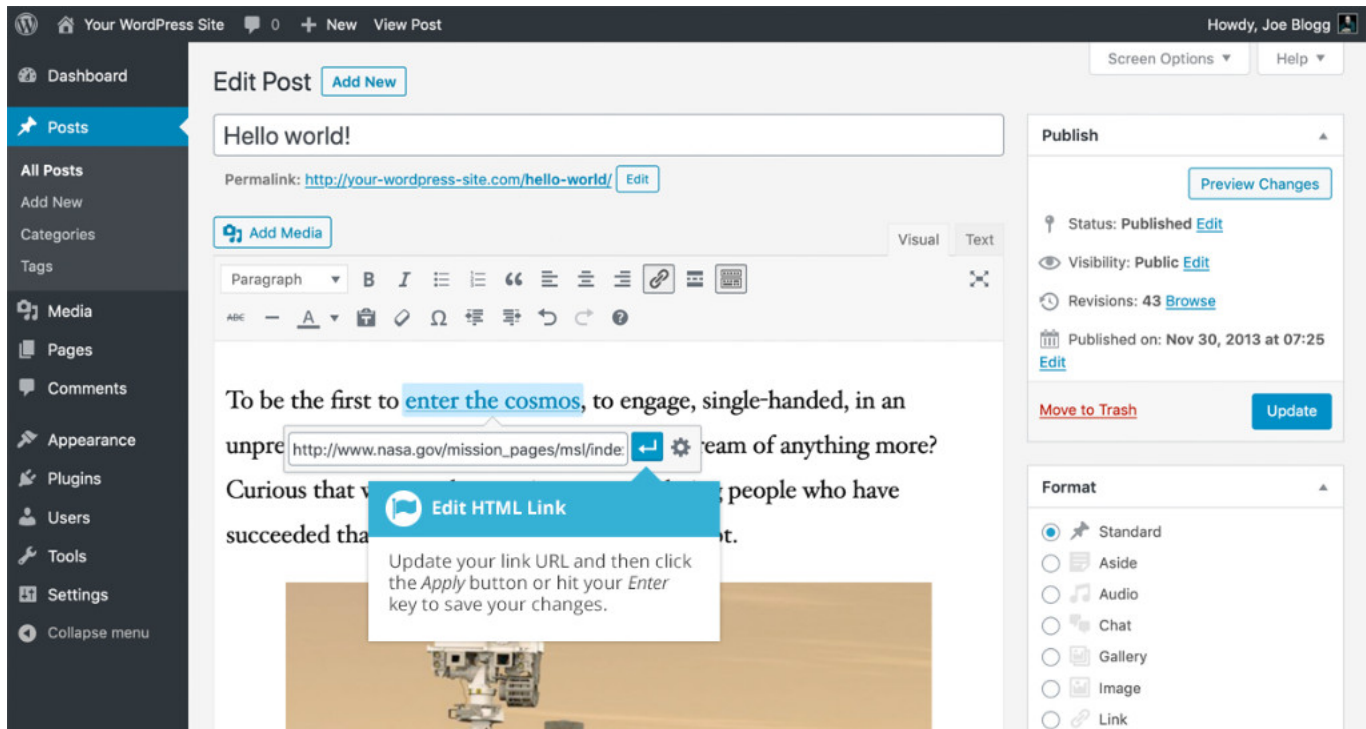 Your WordPress Site 0 + New View Post Howdy, Joe Blogg
Screen Options Help
Dashboard
Posts
All Posts
Add New
Categories
Tags
Media
Pages
Comments
Appearance
Plugins
Users
Tools
Settings
Collapse menu
Edit Post Add New
Hello world!
Permalink: http://your-wordpress-site.com/hello-world/ Edit
Add Media
Visual Text
Paragraph B I
ABC A Ω
To be the first to enter the cosmos, to engage, single-handed, in an
unpre http://www.nasa.gov/mission_pages/msl/inde eam of anything more?
Curious that people who have
succeeded tha t.
Edit HTML Link
Update your link URL and then click
the Apply button or hit your Enter
key to save your changes.
Publish
Preview Changes
Status: Published Edit
Visibility: Public Edit
Revisions: 43 Browse
Published on: Nov 30, 2013 at 07:25
Edit
Move to Trash Update
Format
Standard
Aside
Audio
Chat
Gallery
Image
Link